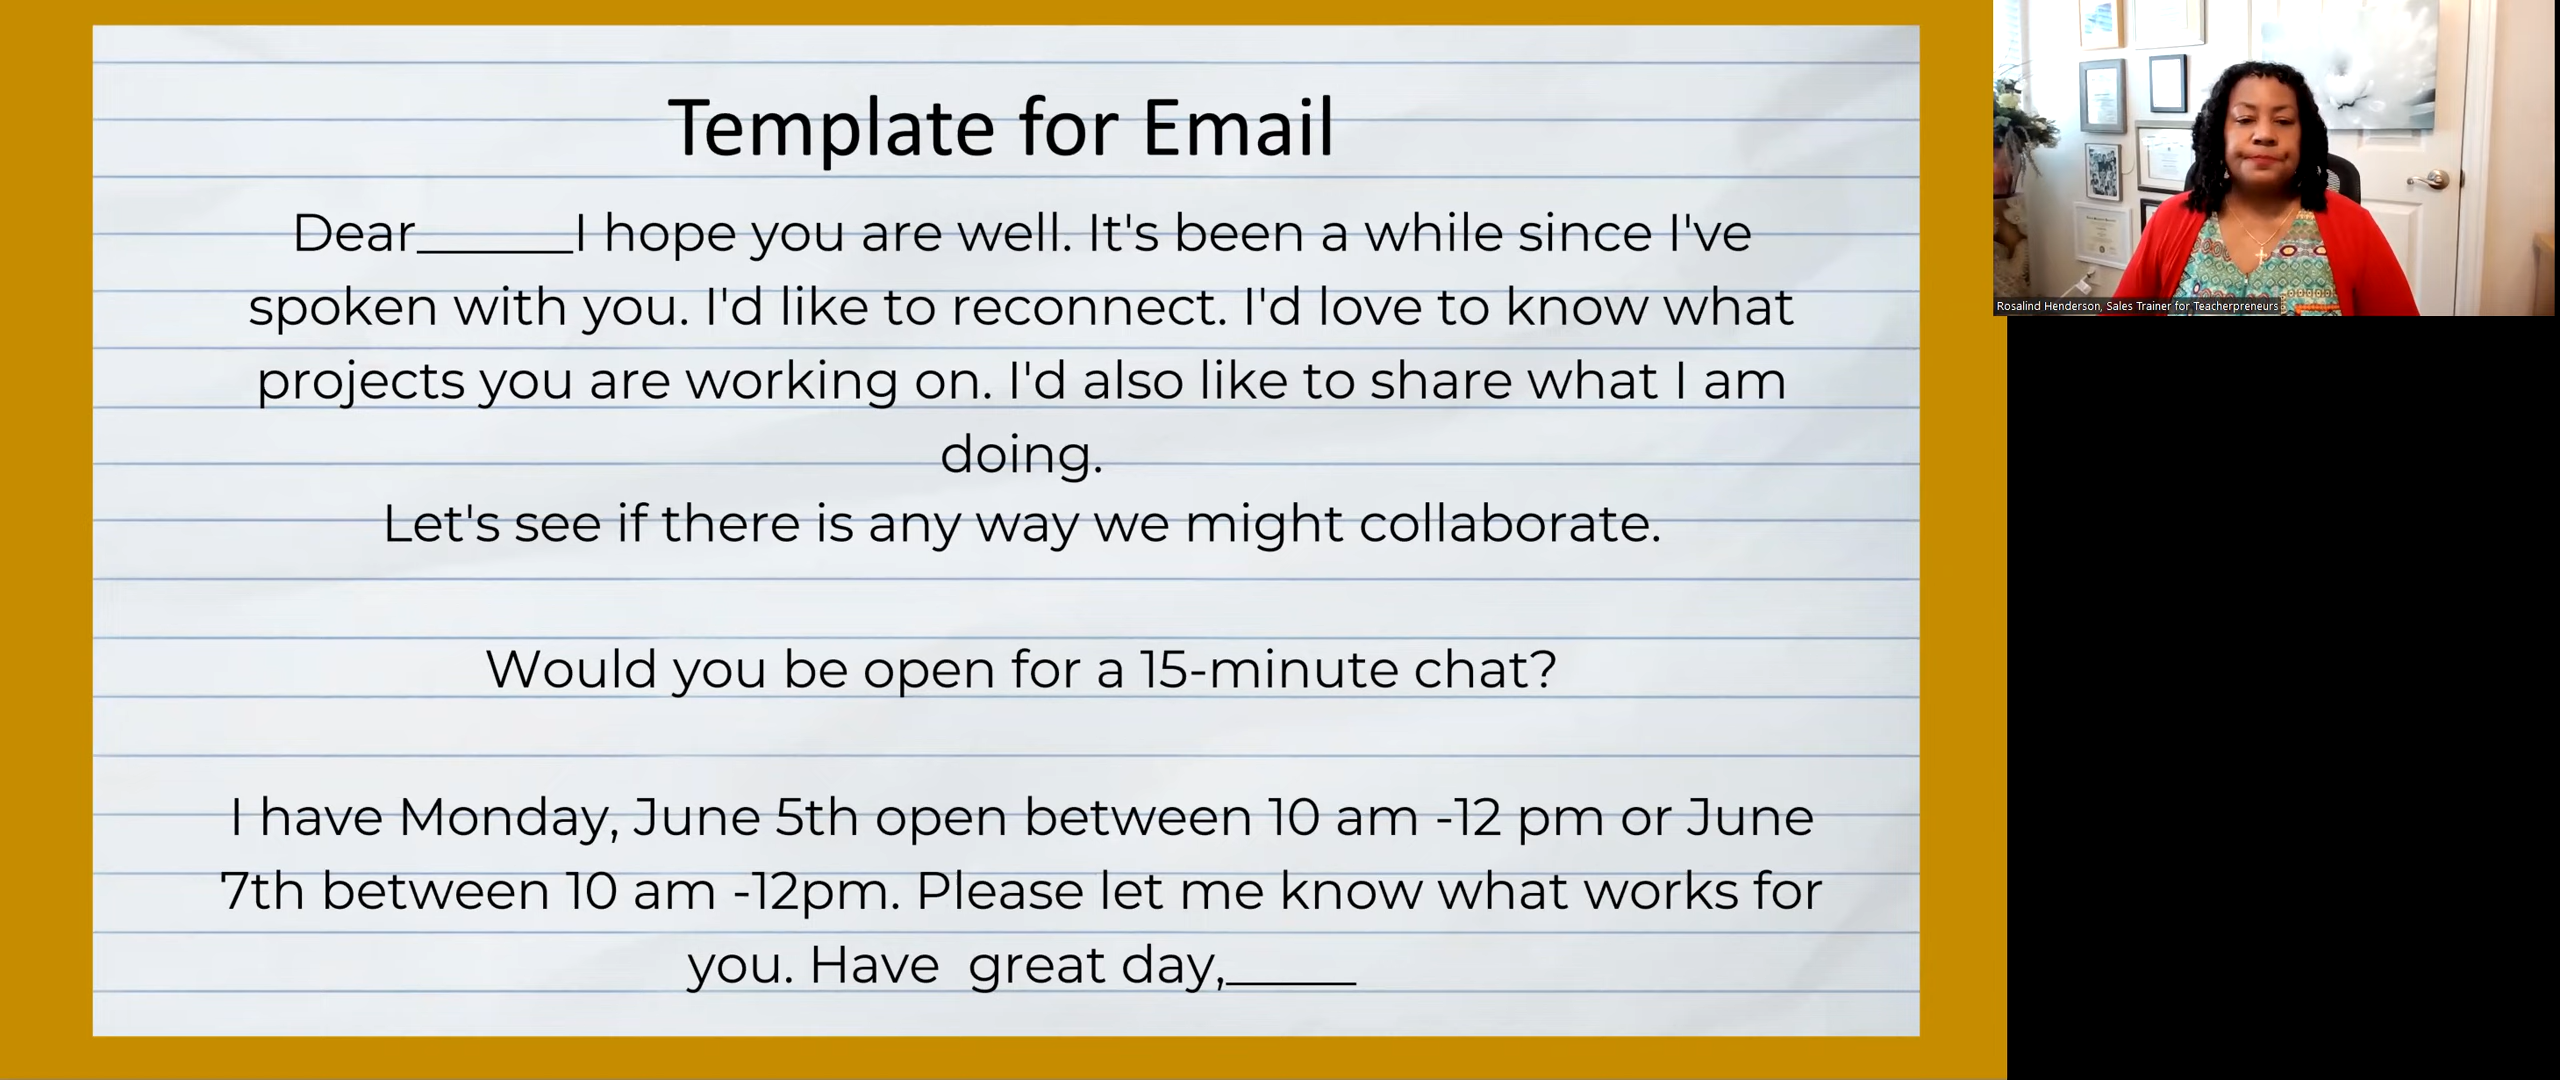 Template for Email
Dear______I hope you are well. It's been a while since I've
spoken with you. I'd like to reconnect. I'd love to know what
projects you are working on. I'd also like to share what I am
doing.
Let's see if there is any way we might collaborate.
Would you be open for a 15-minute chat?
I have Monday, June 5th open between 10 am -12 pm or June
7th between 10 am -12pm. Please let me know what works for
you. Have  great day,_____
Rosalind Henderson, Sales Trainer for Teacherpreneurs